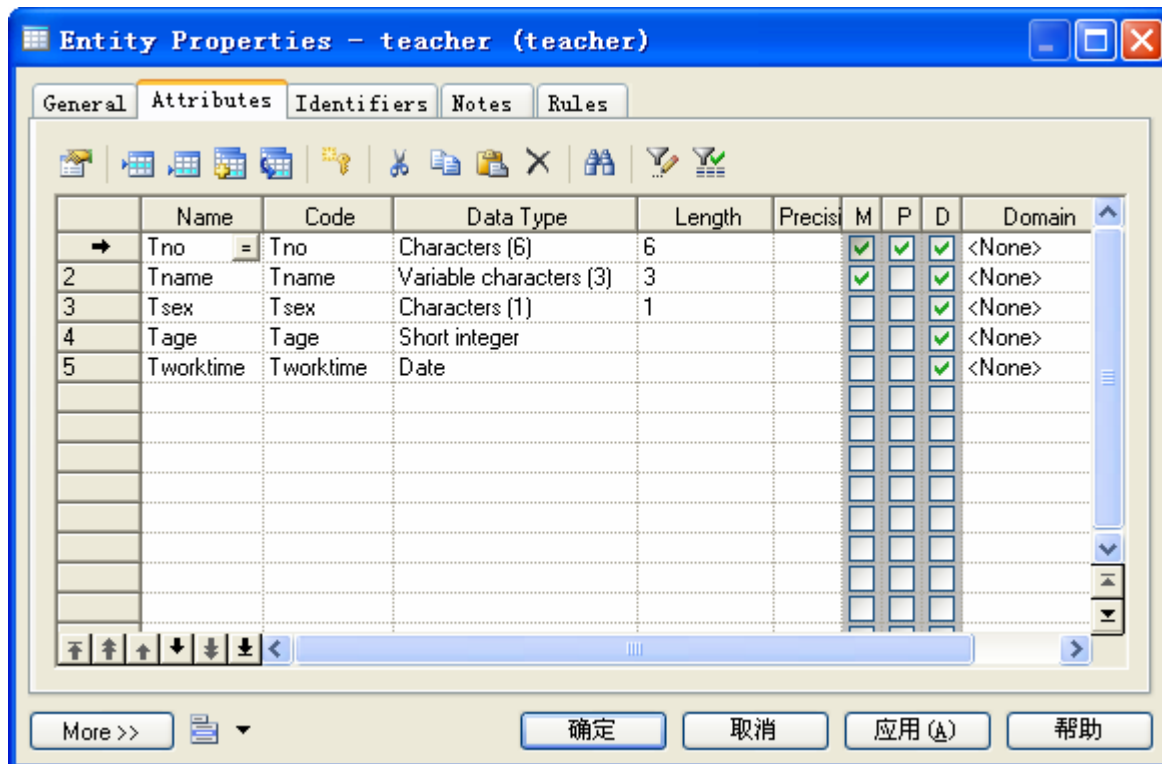 Entity Properties - teacher (teacher)
General Attributes Identifiers Notes Rules
Name Code Data Type Length Precisi M P D Domain
Tno = Tno Characters (6) 6 <None>
2 Tname Tname Variable characters (3) 3 <None>
3 Tsex Tsex Characters (1) 1 <None>
4 Tage Tage Short integer <None>
5 Tworktime Tworktime Date <None>
More >> 确定 取消 应用(A) 帮助